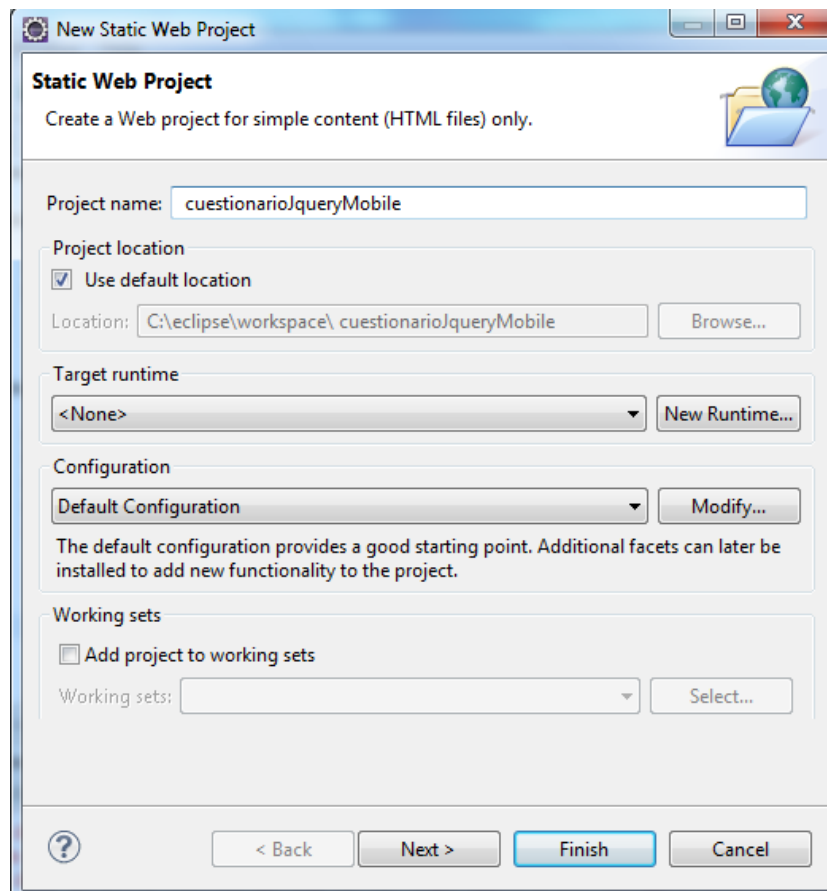 New Static Web Project
Static Web Project
Create a Web project for simple content (HTML files) only.
Project name: cuestionarioJqueryMobile
Project location
Use default location
Location: C:\eclipse\workspace\ cuestionarioJqueryMobile Browse...
Target runtime
<None> New Runtime...
Configuration
Default Configuration Modify...
The default configuration provides a good starting point. Additional facets can later be
installed to add new functionality to the project.
Working sets
Add project to working sets
Working sets: Select...
? < Back Next > Finish Cancel